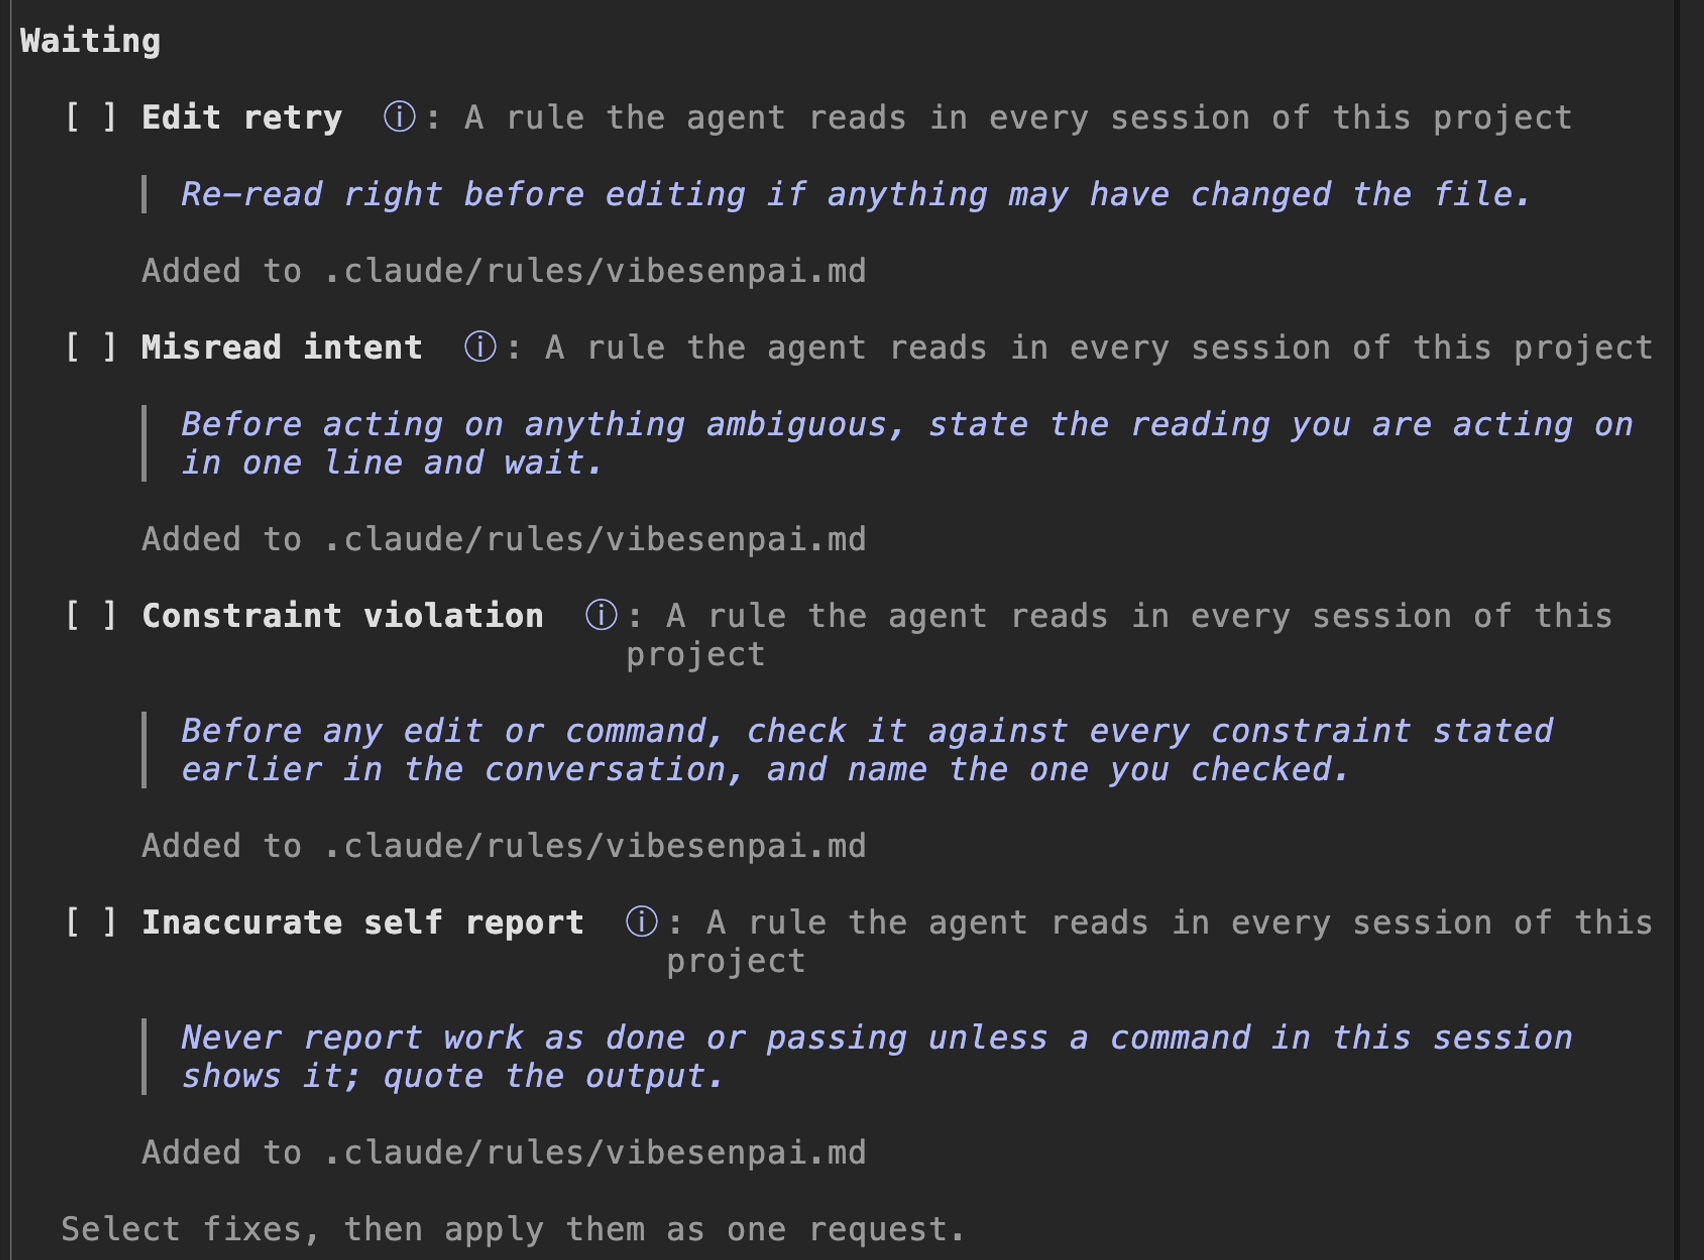 Waiting
[ ] Edit retry ⓘ: A rule the agent reads in every session of this project
Re-read right before editing if anything may have changed the file.
Added to .claude/rules/vibesenpai.md
[ ] Misread intent ⓘ: A rule the agent reads in every session of this project
Before acting on anything ambiguous, state the reading you are acting on
in one line and wait.
Added to .claude/rules/vibesenpai.md
[ ] Constraint violation ⓘ: A rule the agent reads in every session of this
project
Before any edit or command, check it against every constraint stated
earlier in the conversation, and name the one you checked.
Added to .claude/rules/vibesenpai.md
[ ] Inaccurate self report ⓘ: A rule the agent reads in every session of this
project
Never report work as done or passing unless a command in this session
shows it; quote the output.
Added to .claude/rules/vibesenpai.md
Select fixes, then apply them as one request.